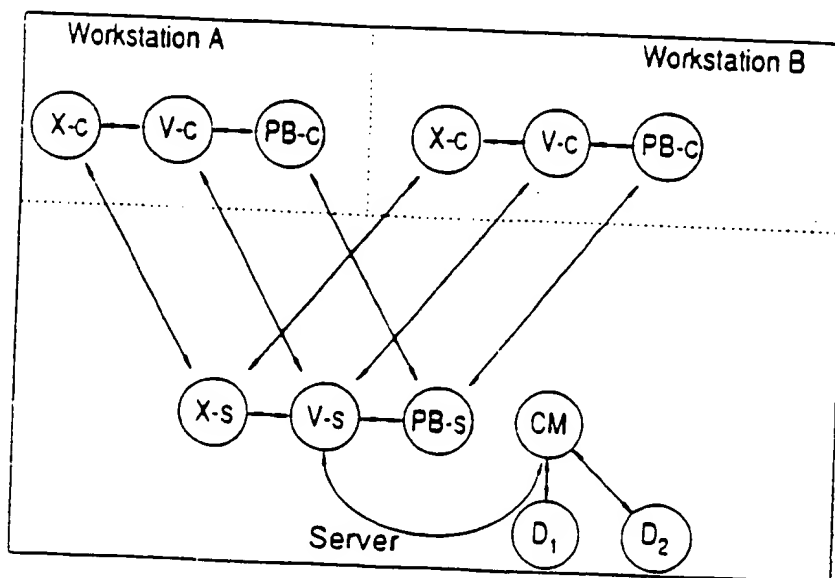 Workstation A
Workstation B
X-c
V-c
PB-c
X-c
V-c
PB-c
X-s
V-s
PB-s
CM
Server
D₁
D₂